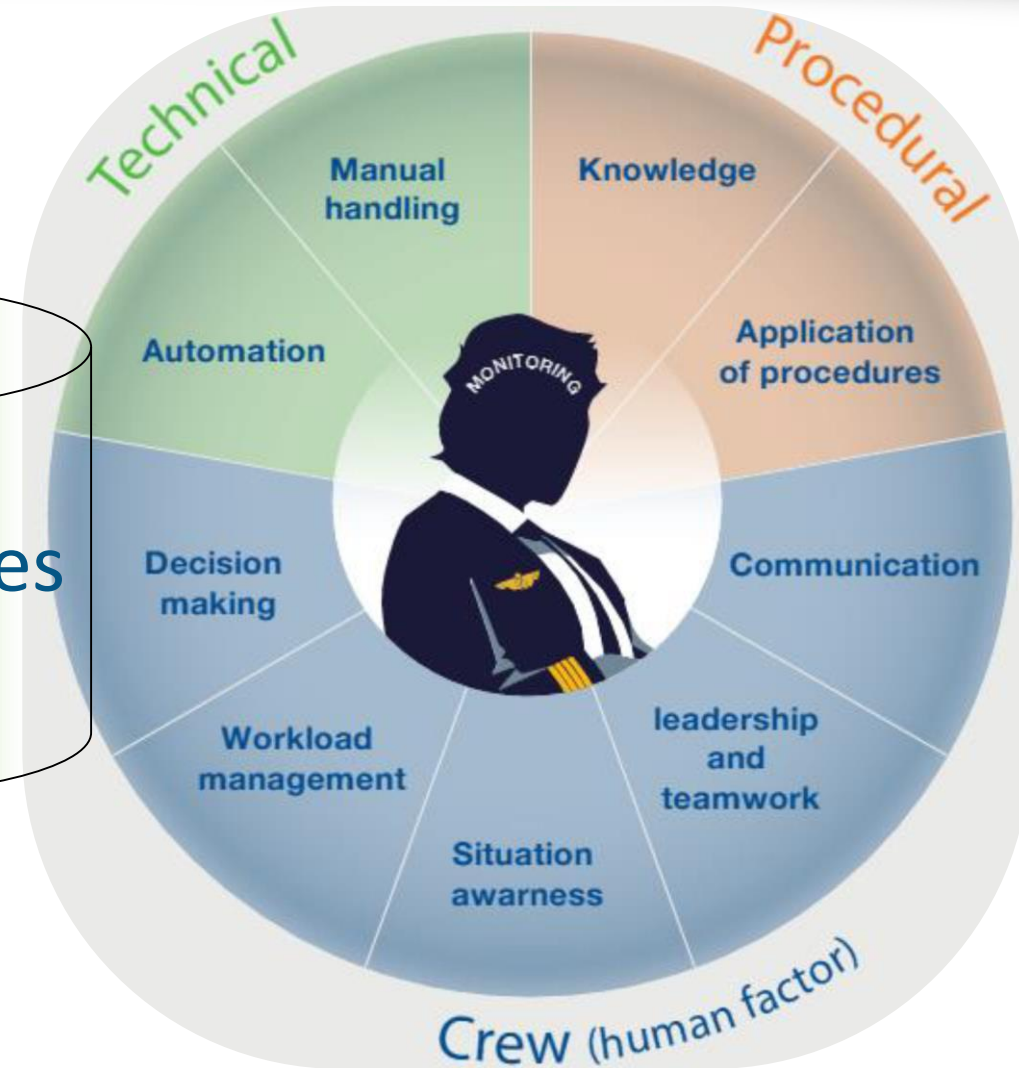 Technical
Procedural
Manual
handling
Knowledge
Automation
MONITORING
Application
of procedures
es
Decision
making
Communication
Workload
management
leadership
and
teamwork
Situation
awarness
Crew (human factor)